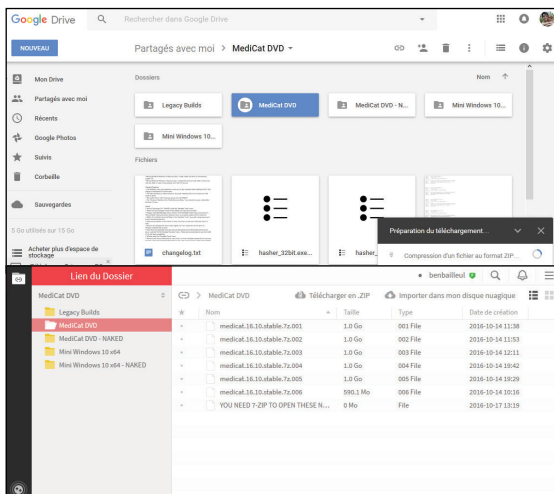 Google Drive
Rechercher dans Google Drive
NOUVEAU
Partagés avec moi > MediCat DVD
Mon Drive
Partagés avec moi
Récents
Google Photos
Suivis
Corbeille
Sauvegardes
5 Go utilisés sur 15 Go
Acheter plus d'espace de
stockage
Dossiers
Nom
Legacy Builds
MediCat DVD
MediCat DVD - N...
Mini Windows 10...
Mini Windows 10...
Fichiers
changelog.txt
hasher_32bit.exe...
hasher_
Préparation du téléchargement...
Compression d'un fichier au format ZIP...
Lien du Dossier
benbailleul
MediCat DVD
Legacy Builds
MediCat DVD
MediCat DVD - NAKED
Mini Windows 10 x64
Mini Windows 10 x64 - NAKED
MediCat DVD
Télécharger en .ZIP
Importer dans mon disque nuagique
Nom Taille Type Date de création
medicat.16.10.stable.7z.001 1.0 Go 001 File 2016-10-14 11:38
medicat.16.10.stable.7z.002 1.0 Go 002 File 2016-10-14 11:53
medicat.16.10.stable.7z.003 1.0 Go 003 File 2016-10-14 12:11
medicat.16.10.stable.7z.004 1.0 Go 004 File 2016-10-14 19:42
medicat.16.10.stable.7z.005 1.0 Go 005 File 2016-10-14 19:29
medicat.16.10.stable.7z.006 590.1 Mo 006 File 2016-10-14 10:16
YOU NEED 7-ZIP TO OPEN THESE N... 0 Mo File 2016-10-17 13:19